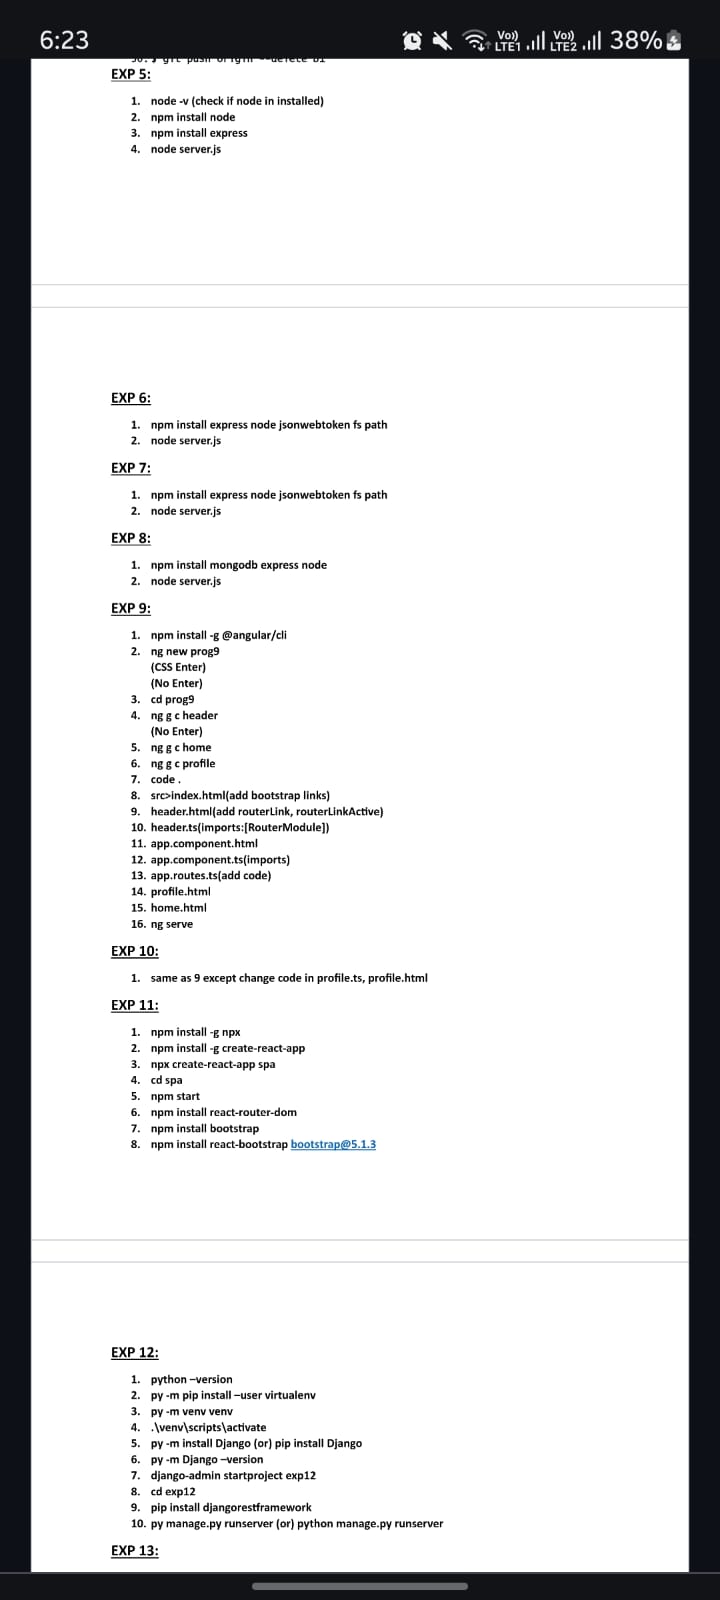 6:23
Vo)) LTE1 Vo)) LTE2 38%
git push origin --delete b1
EXP 5:
1. node -v (check if node in installed)
2. npm install node
3. npm install express
4. node server.js
EXP 6:
1. npm install express node jsonwebtoken fs path
2. node server.js
EXP 7:
1. npm install express node jsonwebtoken fs path
2. node server.js
EXP 8:
1. npm install mongodb express node
2. node server.js
EXP 9:
1. npm install -g @angular/cli
2. ng new prog9
(CSS Enter)
(No Enter)
3. cd prog9
4. ng g c header
(No Enter)
5. ng g c home
6. ng g c profile
7. code .
8. src>index.html(add bootstrap links)
9. header.html(add routerLink, routerLinkActive)
10. header.ts(imports:[RouterModule])
11. app.component.html
12. app.component.ts(imports)
13. app.routes.ts(add code)
14. profile.html
15. home.html
16. ng serve
EXP 10:
1. same as 9 except change code in profile.ts, profile.html
EXP 11:
1. npm install -g npx
2. npm install -g create-react-app
3. npx create-react-app spa
4. cd spa
5. npm start
6. npm install react-router-dom
7. npm install bootstrap
8. npm install react-bootstrap bootstrap@5.1.3
EXP 12:
1. python –version
2. py -m pip install –user virtualenv
3. py -m venv venv
4. .\venv\scripts\activate
5. py -m install Django (or) pip install Django
6. py -m Django –version
7. django-admin startproject exp12
8. cd exp12
9. pip install djangorestframework
10. py manage.py runserver (or) python manage.py runserver
EXP 13: